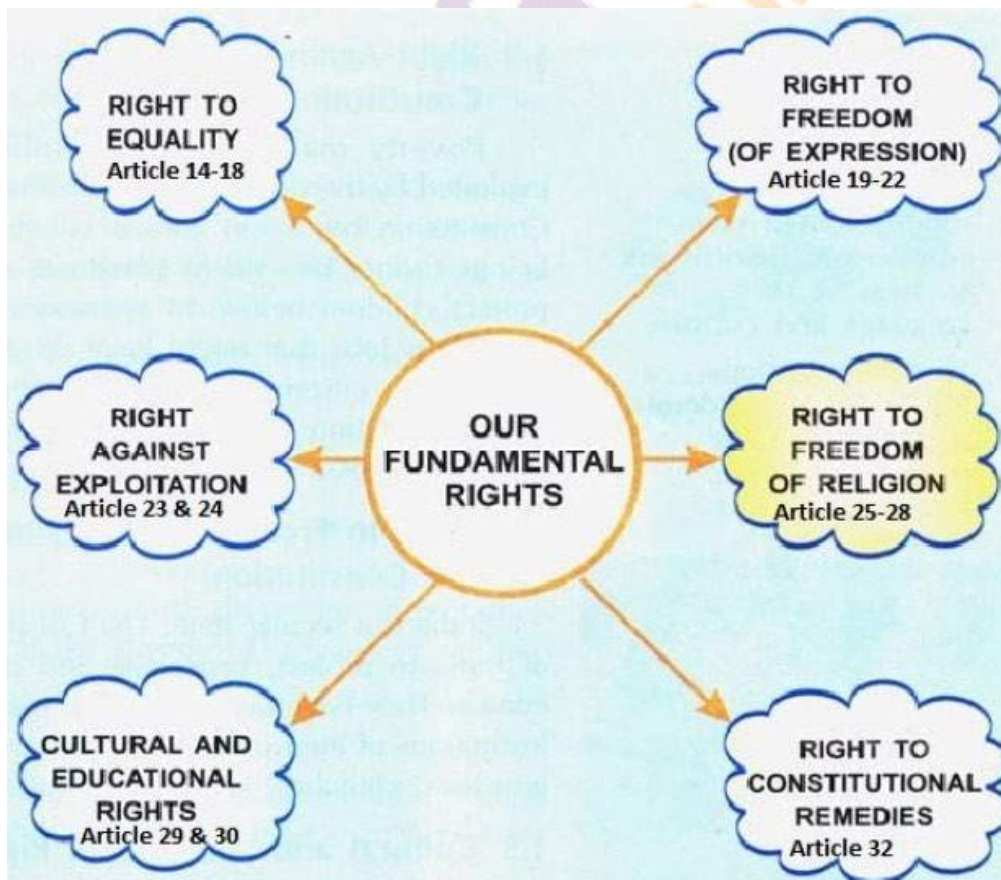 RIGHT TO
EQUALITY
Article 14-18
RIGHT TO
FREEDOM
(OF EXPRESSION)
Article 19-22
RIGHT
AGAINST
EXPLOITATION
Article 23 & 24
OUR
FUNDAMENTAL
RIGHTS
RIGHT TO
FREEDOM
OF RELIGION
Article 25-28
CULTURAL AND
EDUCATIONAL
RIGHTS
Article 29 & 30
RIGHT TO
CONSTITUTIONAL
REMEDIES
Article 32